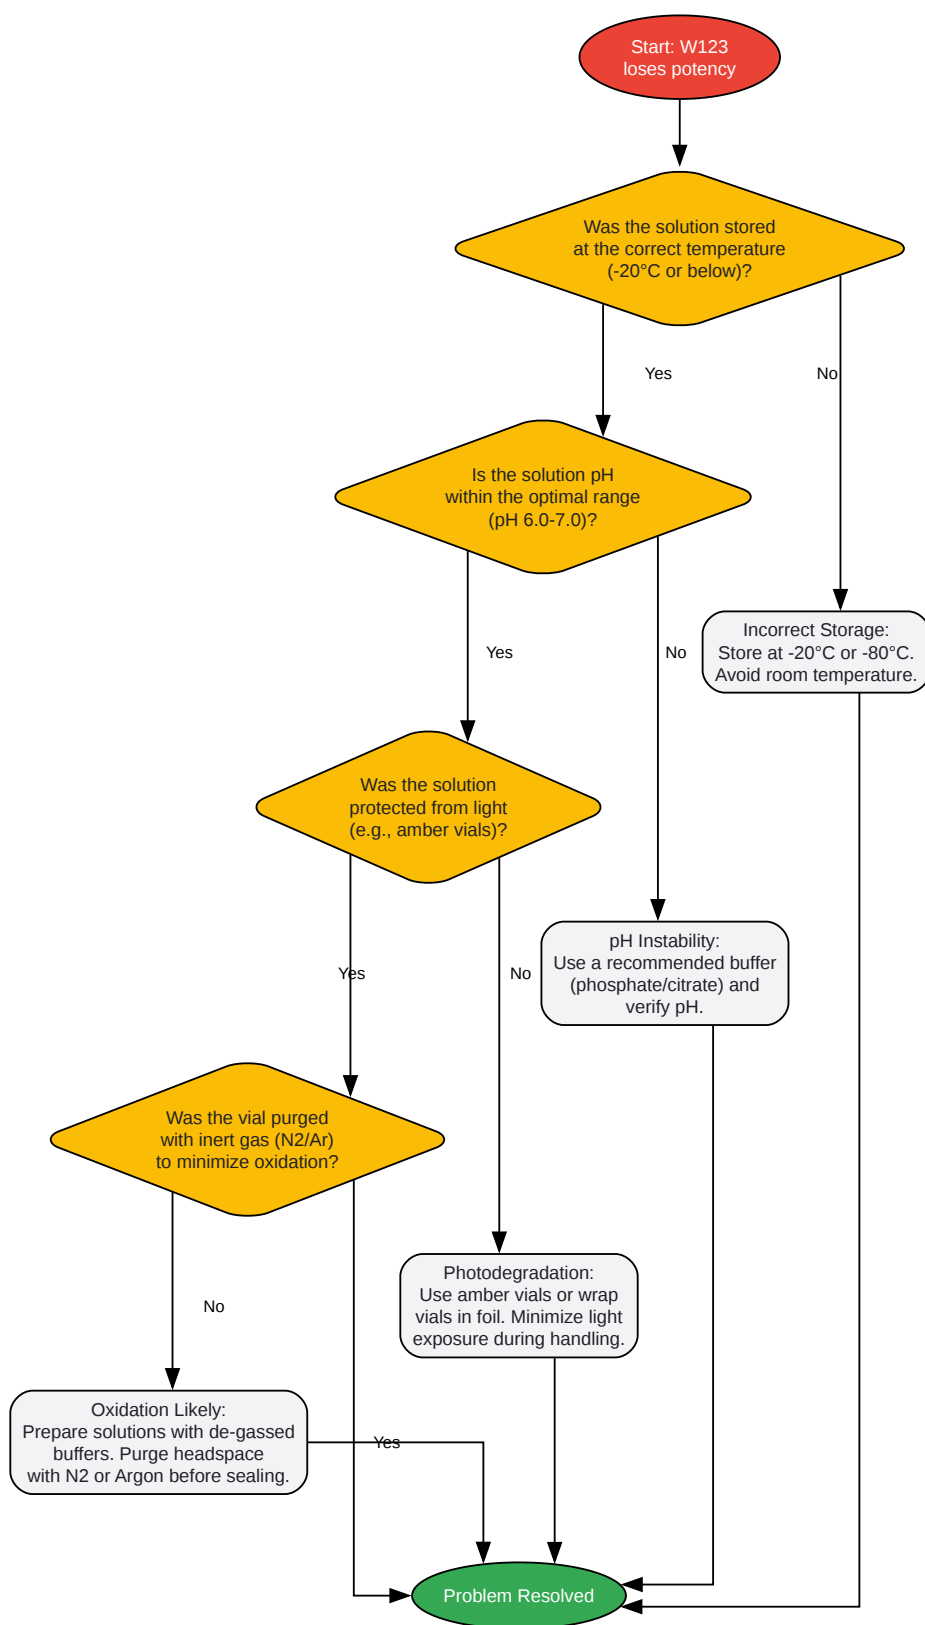 Start: W123
loses potency
Was the solution stored
at the correct temperature
(-20°C or below)?
Yes
No
Is the solution pH
within the optimal range
(pH 6.0-7.0)?
Incorrect Storage:
Store at -20°C or -80°C.
Avoid room temperature.
Yes
No
Was the solution
protected from light
(e.g., amber vials)?
pH Instability:
Use a recommended buffer
(phosphate/citrate) and
verify pH.
Yes
No
Was the vial purged
with inert gas (N2/Ar)
to minimize oxidation?
Photodegradation:
Use amber vials or wrap
vials in foil. Minimize light
exposure during handling.
No
Oxidation Likely:
Prepare solutions with de-gassed
buffers. Purge headspace
with N2 or Argon before sealing.
Yes
Problem Resolved